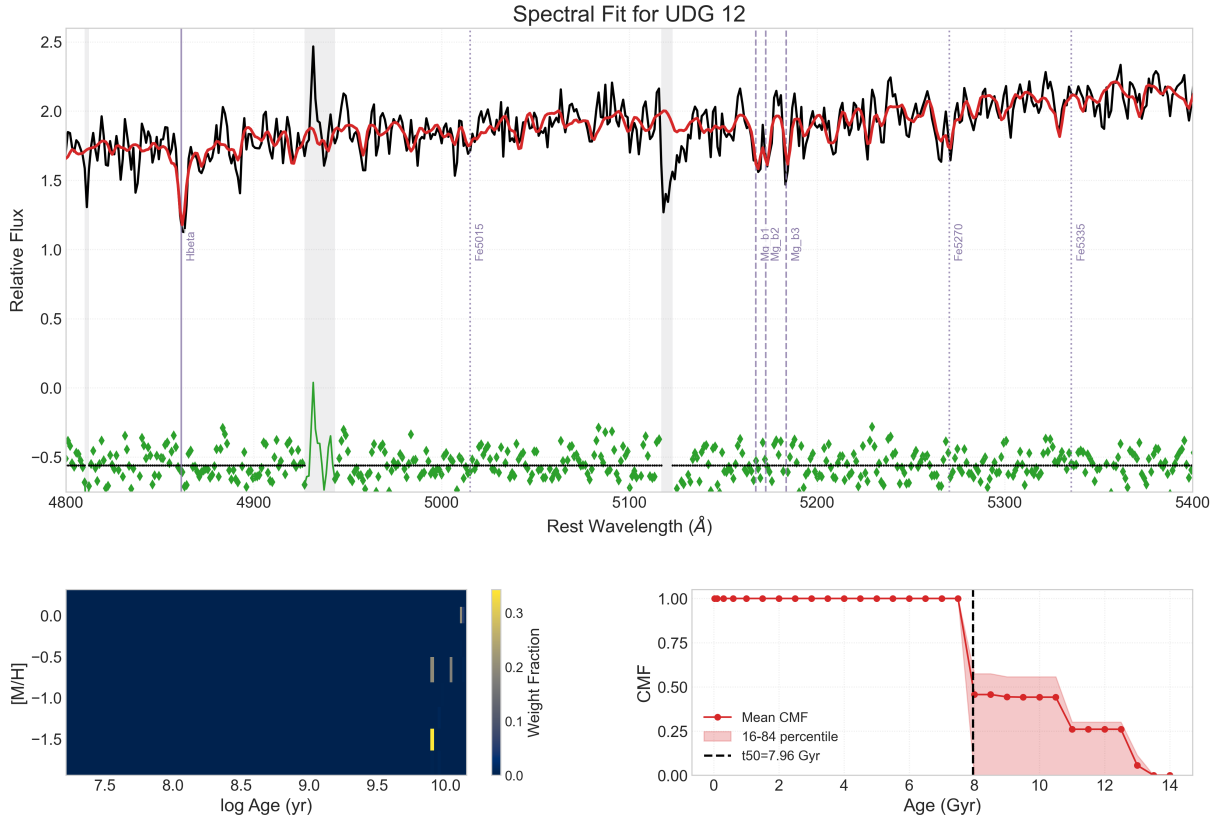 Spectral Fit for UDG 12
2.5
2.0
1.5
1.0
0.5
0.0
−0.5
Relative Flux
Hbeta
Fe5015
Mg_b1
Mg_b2
Mg_b3
Fe5270
Fe5335
4800 4900 5000 5100 5200 5300 5400
Rest Wavelength (Å)
0.0
−0.5
−1.0
−1.5
[M/H]
7.5 8.0 8.5 9.0 9.5 10.0
log Age (yr)
0.3
0.2
0.1
0.0
Weight Fraction
1.00
0.75
0.50
0.25
0.00
CMF
Mean CMF
16-84 percentile
t50=7.96 Gyr
0 2 4 6 8 10 12 14
Age (Gyr)